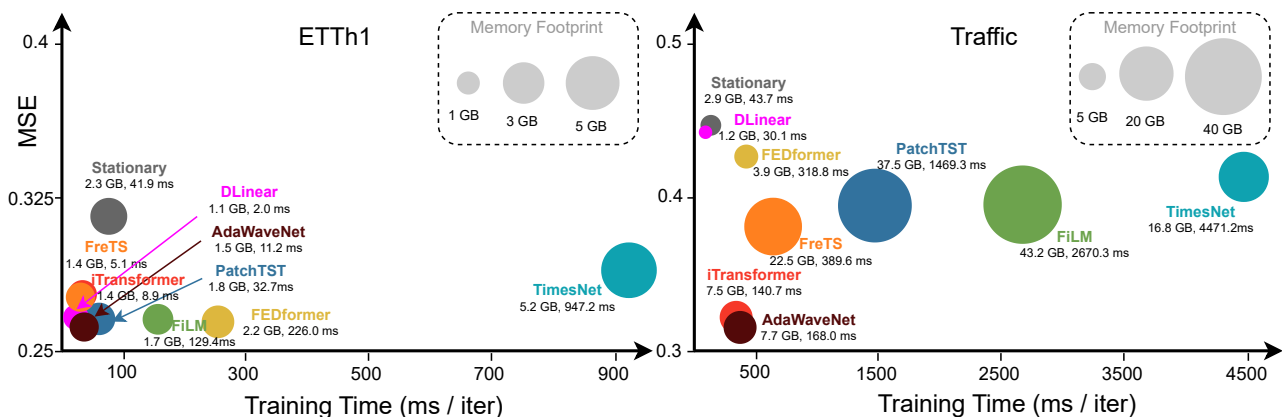 ETTh1
Memory Footprint
1 GB
3 GB
5 GB
MSE
0.4
0.325
0.25
Stationary
2.3 GB, 41.9 ms
DLinear
1.1 GB, 2.0 ms
AdaWaveNet
1.5 GB, 11.2 ms
FreTS
1.4 GB, 5.1 ms
iTransformer
1.4 GB, 8.9 ms
PatchTST
1.8 GB, 32.7ms
FiLM
1.7 GB, 129.4ms
FEDformer
2.2 GB, 226.0 ms
TimesNet
5.2 GB, 947.2 ms
100
300
500
700
900
Training Time (ms / iter)
Traffic
Memory Footprint
5 GB
20 GB
40 GB
0.5
0.4
0.3
Stationary
2.9 GB, 43.7 ms
DLinear
1.2 GB, 30.1 ms
FEDformer
3.9 GB, 318.8 ms
PatchTST
37.5 GB, 1469.3 ms
TimesNet
16.8 GB, 4471.2ms
FreTS
22.5 GB, 389.6 ms
FiLM
43.2 GB, 2670.3 ms
iTransformer
7.5 GB, 140.7 ms
AdaWaveNet
7.7 GB, 168.0 ms
500
1500
2500
3500
4500
Training Time (ms / iter)